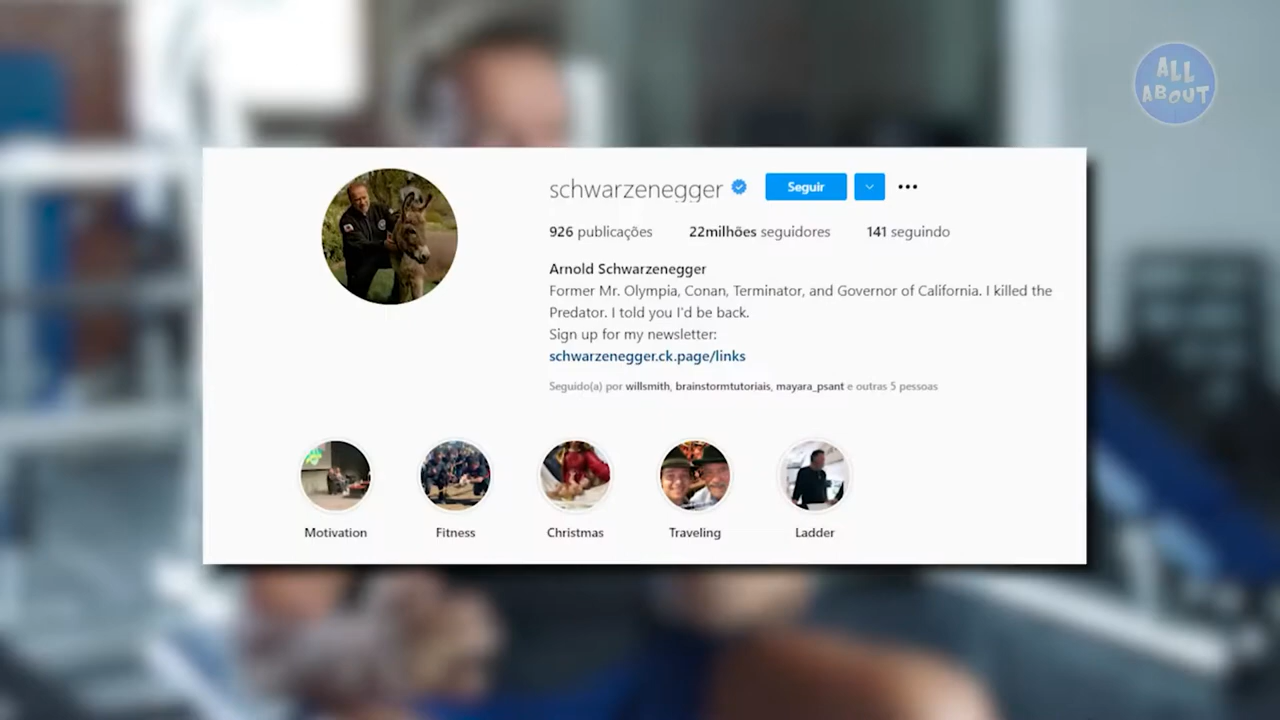 ALL
ABOUT
schwarzenegger Seguir
926 publicações 22milhões seguidores 141 seguindo
Arnold Schwarzenegger
Former Mr. Olympia, Conan, Terminator, and Governor of California. I killed the
Predator. I told you I'd be back.
Sign up for my newsletter:
schwarzenegger.ck.page/links
Seguido(a) por willsmith, brainstormtutoriais, mayara_psant e outras 5 pessoas
Motivation Fitness Christmas Traveling Ladder